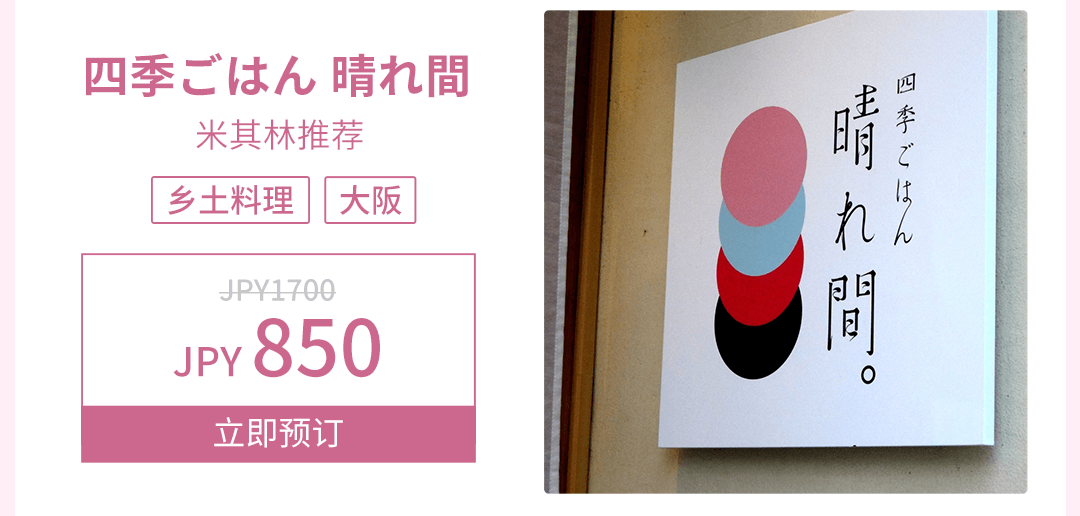 四季ごはん 晴れ間
米其林推荐
乡土料理 大阪
JPY1700
JPY 850
立即预订
四季ごはん
晴れ間。